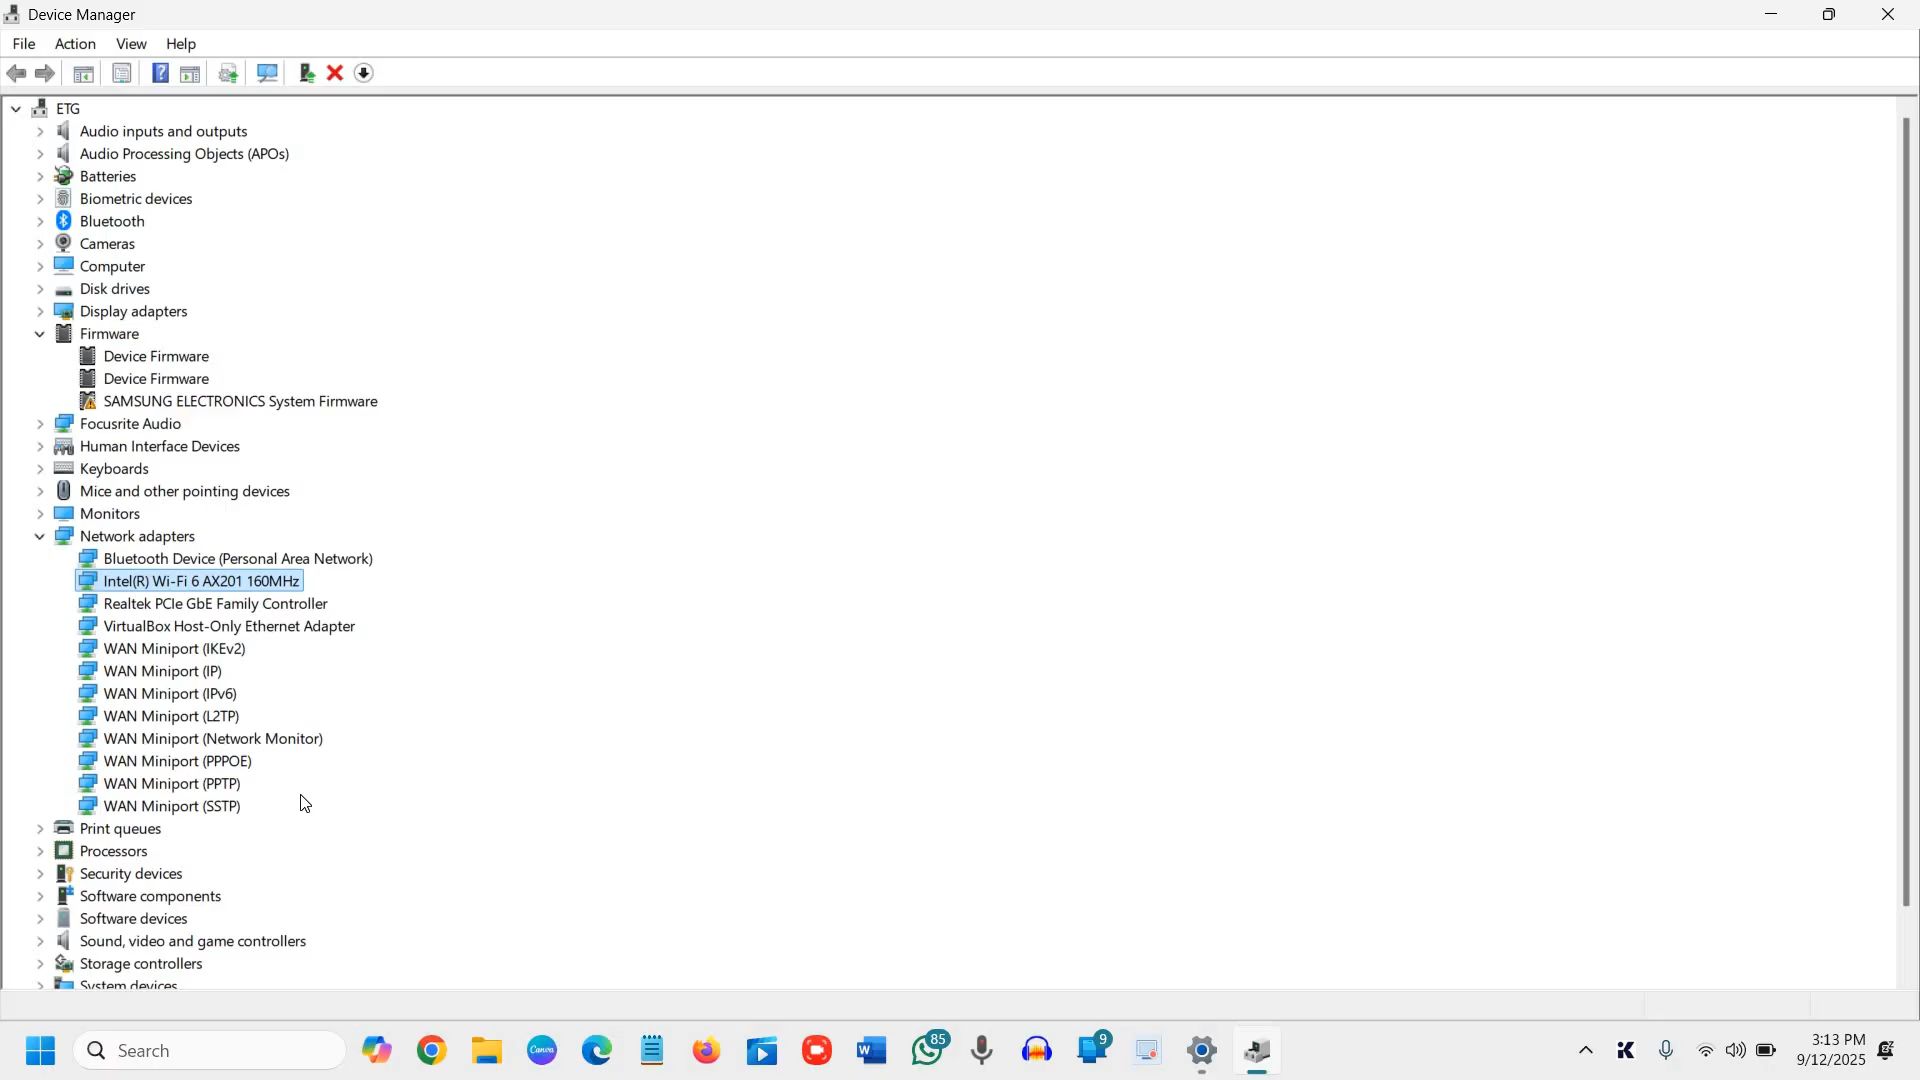 Device Manager
File Action View Help
ETG
Audio inputs and outputs
Audio Processing Objects (APOs)
Batteries
Biometric devices
Bluetooth
Cameras
Computer
Disk drives
Display adapters
Firmware
Device Firmware
Device Firmware
SAMSUNG ELECTRONICS System Firmware
Focusrite Audio
Human Interface Devices
Keyboards
Mice and other pointing devices
Monitors
Network adapters
Bluetooth Device (Personal Area Network)
Intel(R) Wi-Fi 6 AX201 160MHz
Realtek PCIe GbE Family Controller
VirtualBox Host-Only Ethernet Adapter
WAN Miniport (IKEv2)
WAN Miniport (IP)
WAN Miniport (IPv6)
WAN Miniport (L2TP)
WAN Miniport (Network Monitor)
WAN Miniport (PPPOE)
WAN Miniport (PPTP)
WAN Miniport (SSTP)
Print queues
Processors
Security devices
Software components
Software devices
Sound, video and game controllers
Storage controllers
System devices
Search
Canva
85
9
3:13 PM
9/12/2025